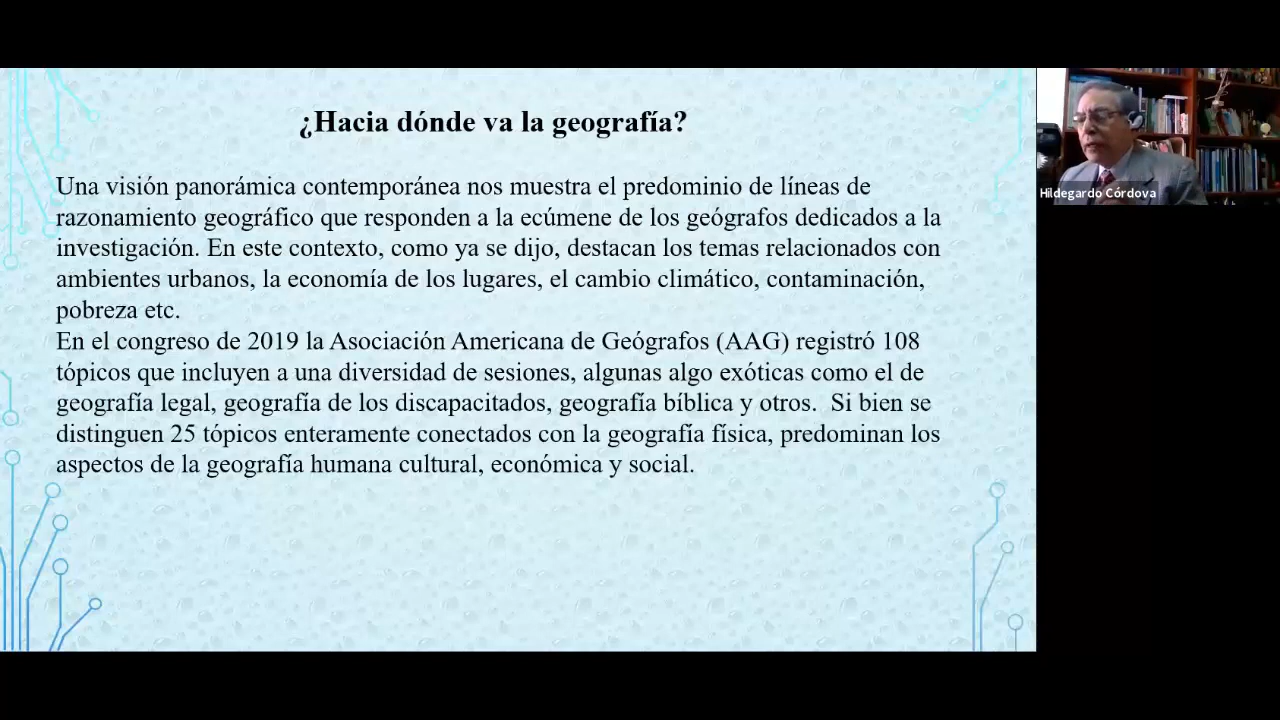 ¿Hacia dónde va la geografía?
Una visión panorámica contemporánea nos muestra el predominio de líneas de
razonamiento geográfico que responden a la ecúmene de los geógrafos dedicados a la
investigación. En este contexto, como ya se dijo, destacan los temas relacionados con
ambientes urbanos, la economía de los lugares, el cambio climático, contaminación,
pobreza etc.
En el congreso de 2019 la Asociación Americana de Geógrafos (AAG) registró 108
tópicos que incluyen a una diversidad de sesiones, algunas algo exóticas como el de
geografía legal, geografía de los discapacitados, geografía bíblica y otros.  Si bien se
distinguen 25 tópicos enteramente conectados con la geografía física, predominan los
aspectos de la geografía humana cultural, económica y social.
Hildegardo Córdova